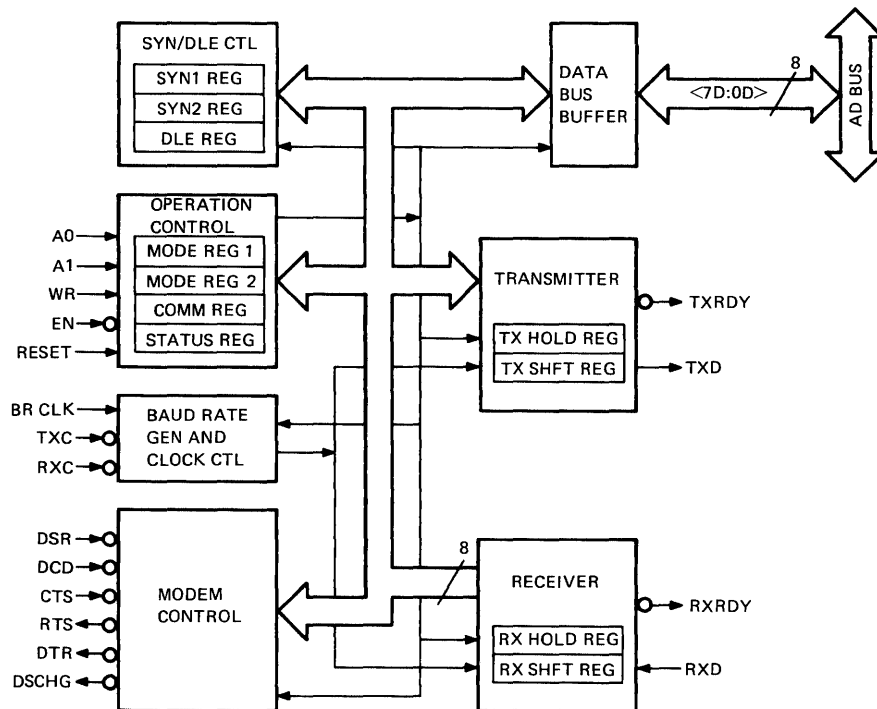 SYN/DLE CTL
SYN1 REG
SYN2 REG
DLE REG
DATA
BUS
BUFFER
8
<7D:0D>
AD BUS
OPERATION
CONTROL
MODE REG 1
MODE REG 2
COMM REG
STATUS REG
A0
A1
WR
EN
RESET
TRANSMITTER
TX HOLD REG
TX SHFT REG
TXRDY
TXD
BR CLK
TXC
RXC
BAUD RATE
GEN AND
CLOCK CTL
DSR
DCD
CTS
RTS
DTR
DSCHG
MODEM
CONTROL
8
RECEIVER
RX HOLD REG
RX SHFT REG
RXRDY
RXD